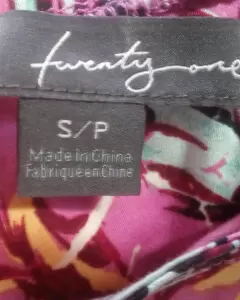 twenty one
S/P
Made in China
Fabriqué en Chine